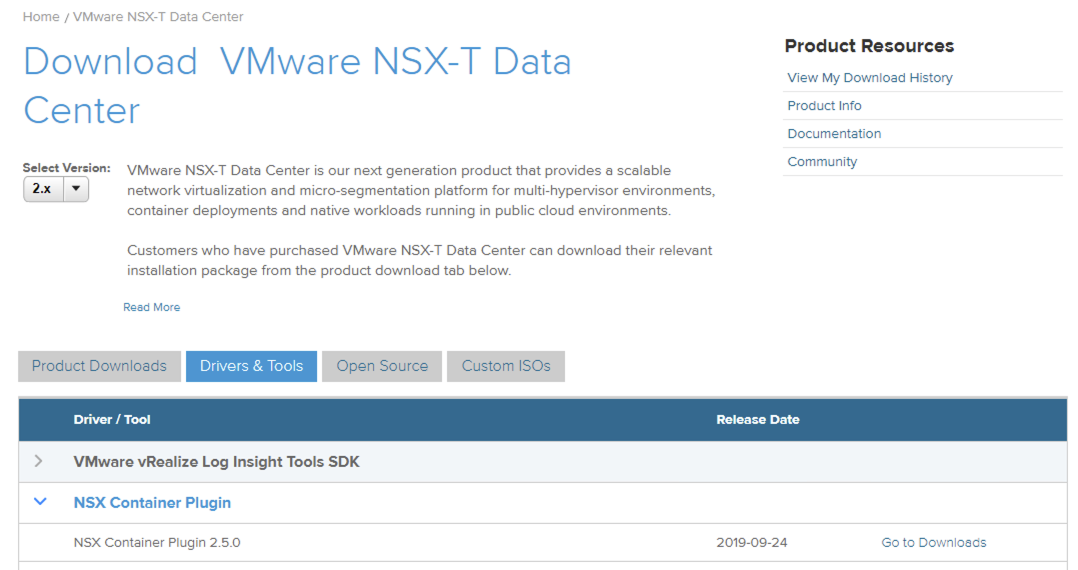 Home / VMware NSX-T Data Center
Download VMware NSX-T Data
Center
Product Resources
View My Download History
Product Info
Documentation
Community
Select Version:
2.x
VMware NSX-T Data Center is our next generation product that provides a scalable
network virtualization and micro-segmentation platform for multi-hypervisor environments,
container deployments and native workloads running in public cloud environments.
Customers who have purchased VMware NSX-T Data Center can download their relevant
installation package from the product download tab below.
Read More
Product Downloads Drivers & Tools Open Source Custom ISOs
Driver / Tool Release Date
VMware vRealize Log Insight Tools SDK
NSX Container Plugin
NSX Container Plugin 2.5.0 2019-09-24 Go to Downloads